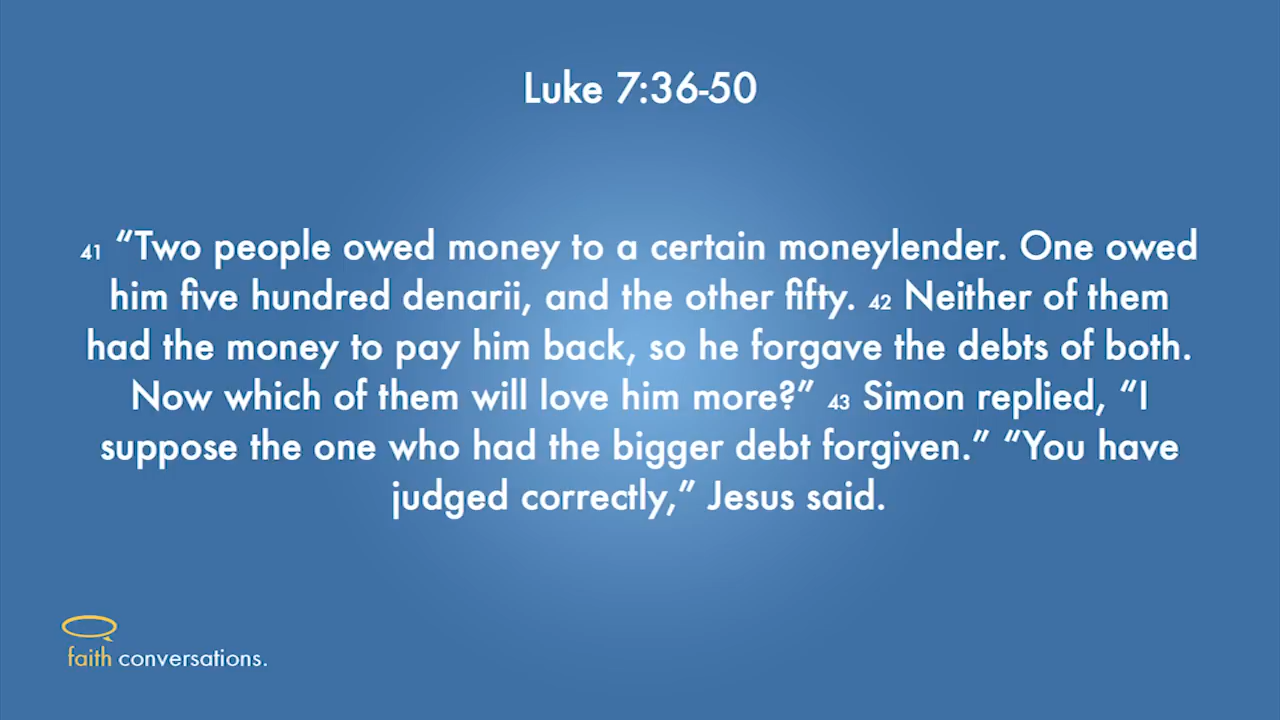 Luke 7:36-50
41 “Two people owed money to a certain moneylender. One owed
him five hundred denarii, and the other fifty. 42 Neither of them
had the money to pay him back, so he forgave the debts of both.
Now which of them will love him more?” 43 Simon replied, “I
suppose the one who had the bigger debt forgiven.” “You have
judged correctly,” Jesus said.
faith conversations.